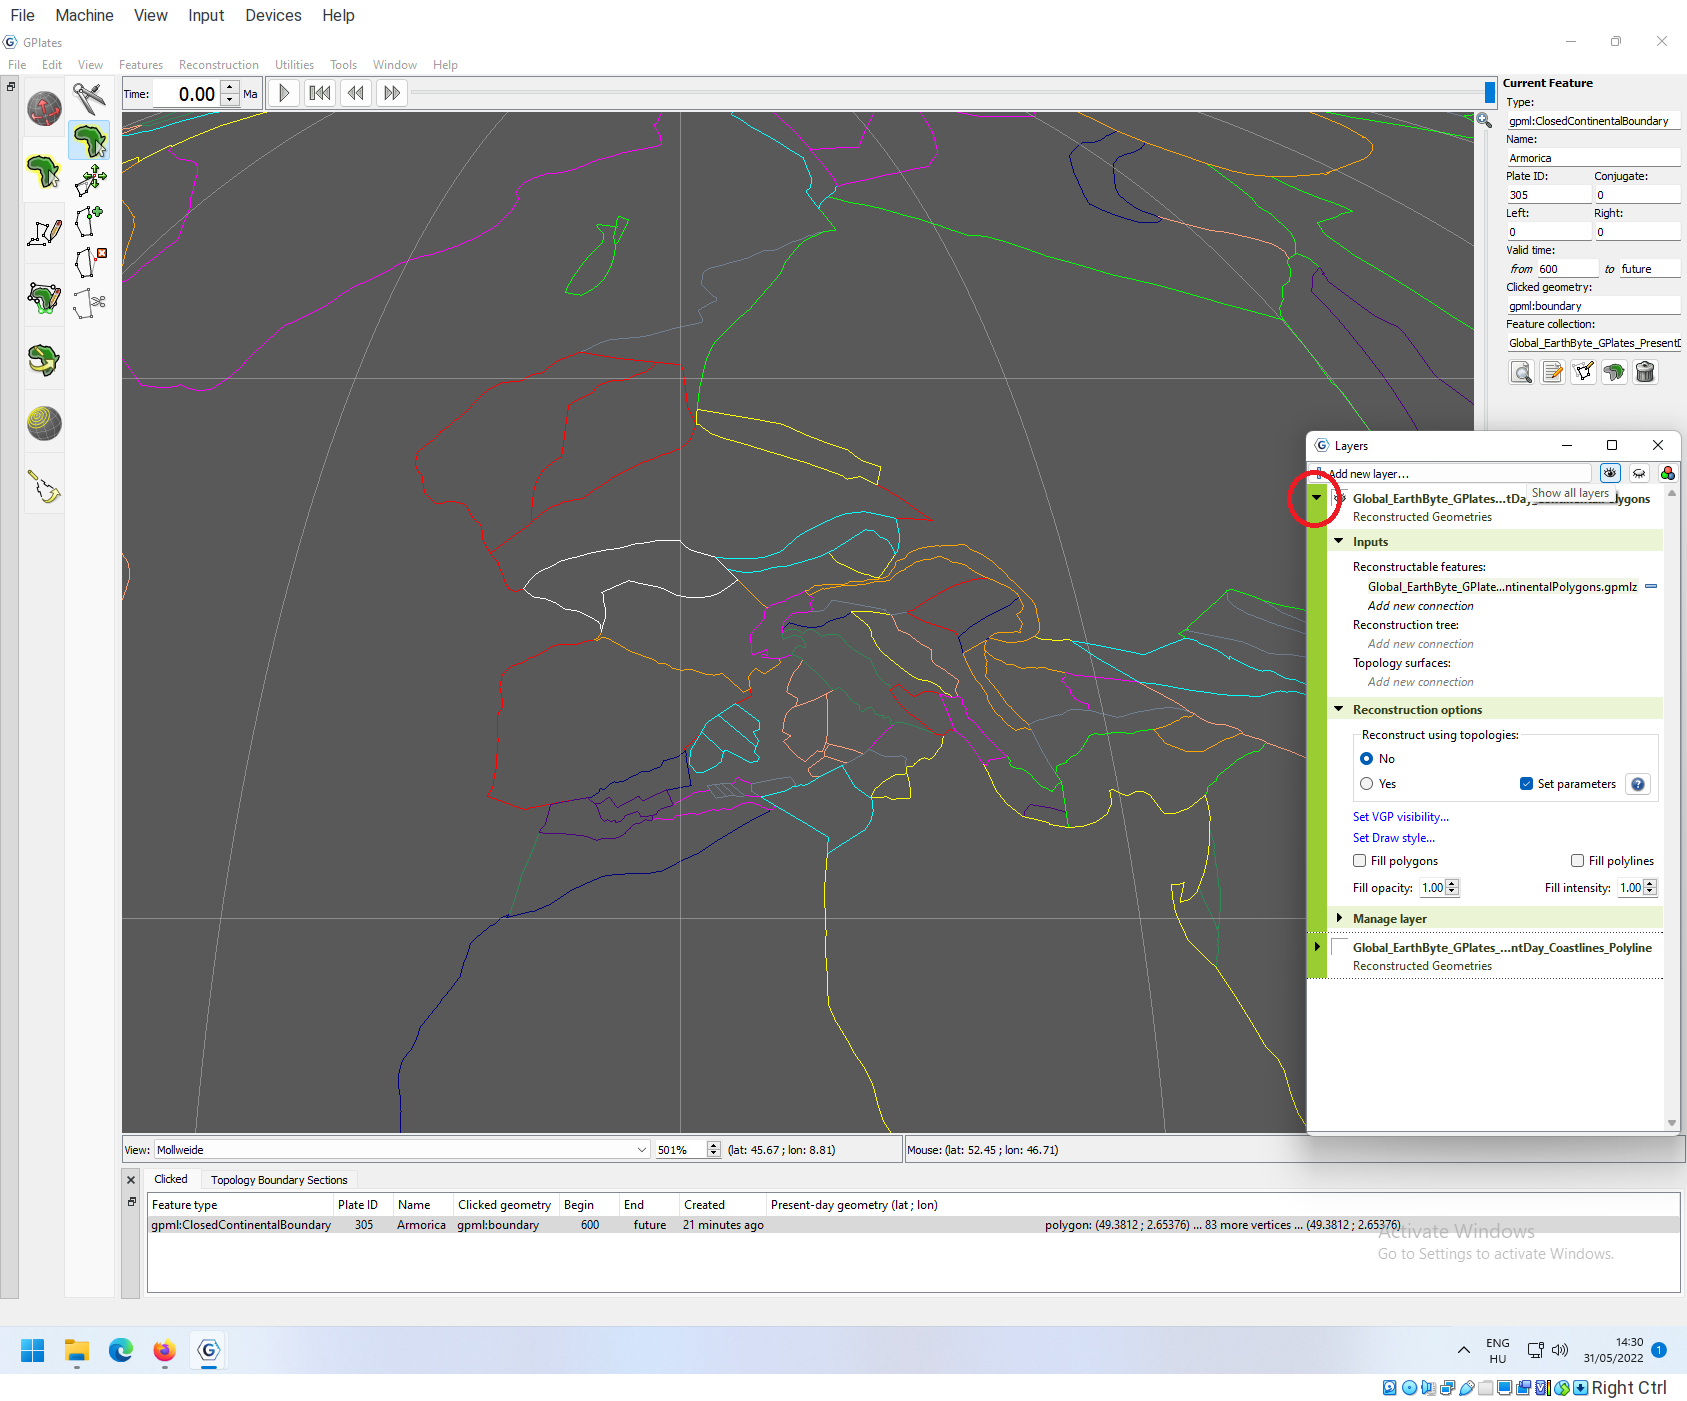 File Machine View Input Devices Help
GPlates
File Edit View Features Reconstruction Utilities Tools Window Help
Time: 0.00 Ma
Current Feature
Type:
gpml:ClosedContinentalBoundary
Name:
Armorica
Plate ID: Conjugate:
305 0
Left: Right:
0 0
Valid time:
from 600 to future
Clicked geometry:
gpml:boundary
Feature collection:
Global_EarthByte_GPlates_PresentD
Layers
Add new layer...
Show all layers
Global_EarthByte_GPlates...tDay_
Reconstructed Geometries
Inputs
Reconstructable features:
Global_EarthByte_GPlate...ntinentalPolygons.gpmlz
Add new connection
Reconstruction tree:
Add new connection
Topology surfaces:
Add new connection
Reconstruction options
Reconstruct using topologies:
No
Yes Set parameters
Set VGP visibility...
Set Draw style...
Fill polygons Fill polylines
Fill opacity: 1.00 Fill intensity: 1.00
Manage layer
Global_EarthByte_GPlates_...ntDay_Coastlines_Polyline
Reconstructed Geometries
View: Mollweide 501% (lat: 45.67 ; lon: 8.81) Mouse: (lat: 52.45 ; lon: 46.71)
Clicked Topology Boundary Sections
Feature type Plate ID Name Clicked geometry Begin End Created Present-day geometry (lat ; lon)
gpml:ClosedContinentalBoundary 305 Armorica gpml:boundary 600 future 21 minutes ago polygon: (49.3812 ; 2.65376) ... 83 more vertices ... (49.3812 ; 2.65376)
Activate Windows
Go to Settings to activate Windows.
ENG
HU
14:30
31/05/2022
1
Right Ctrl